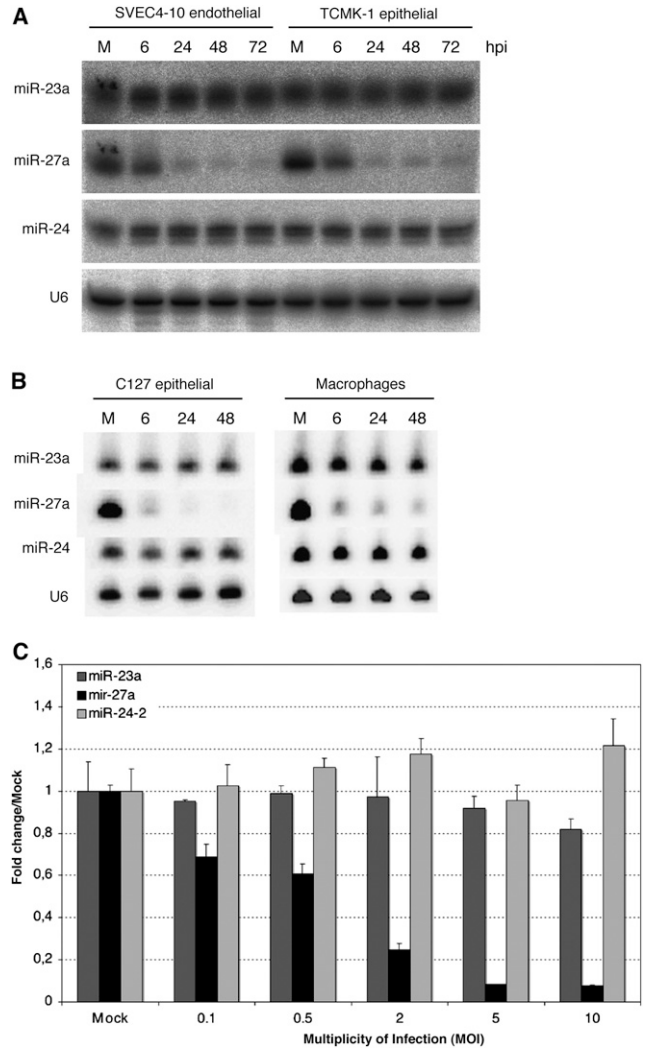 A
SVEC4-10 endothelial TCMK-1 epithelial
M 6 24 48 72 M 6 24 48 72 hpi
miR-23a
miR-27a
miR-24
U6
B
C127 epithelial Macrophages
M 6 24 48 M 6 24 48
miR-23a
miR-27a
miR-24
U6
C
1,6
1,4
1,2
1
0,8
0,6
0,4
0,2
0
Fold change/Mock
miR-23a
mir-27a
miR-24-2
Mock 0.1 0.5 2 5 10
Multiplicity of Infection (MOI)